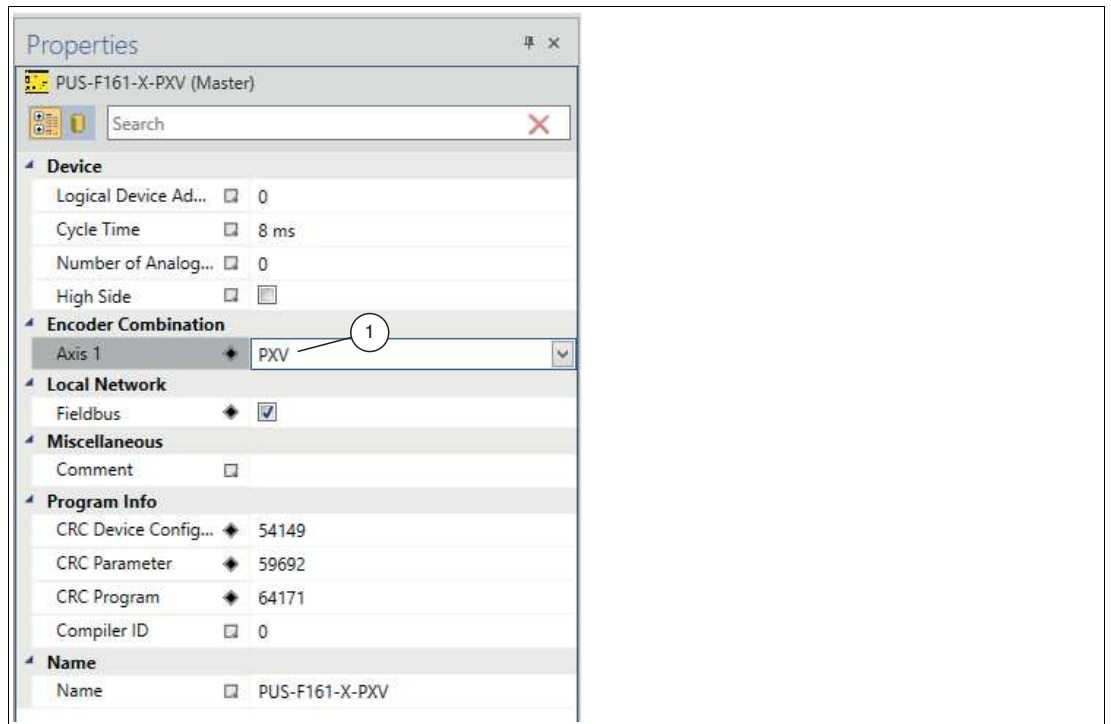 Properties
PUS-F161-X-PXV (Master)
Search
Device
Logical Device Ad... 0
Cycle Time 8 ms
Number of Analog... 0
High Side
Encoder Combination
1
Axis 1 PXV
Local Network
Fieldbus
Miscellaneous
Comment
Program Info
CRC Device Config... 54149
CRC Parameter 59692
CRC Program 64171
Compiler ID 0
Name
Name PUS-F161-X-PXV